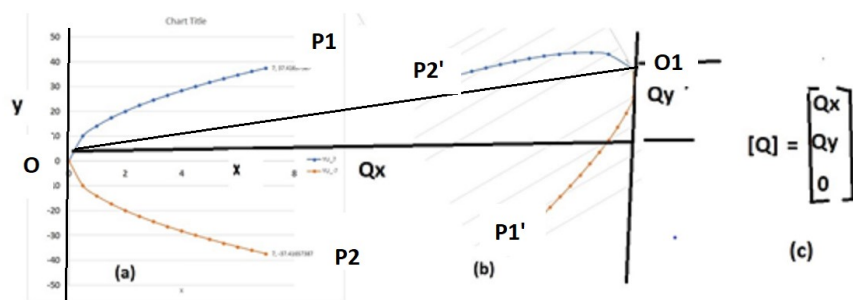 Chart Title
50
40
30
20
10
0
10
-20
-30
-40
-50
y
O
P1
x
0
2
4
8
Qx
P2
(a)
x
P2'
O1
Qy
P1'
(b)
[Q] =
Qx
Qy
0
(c)